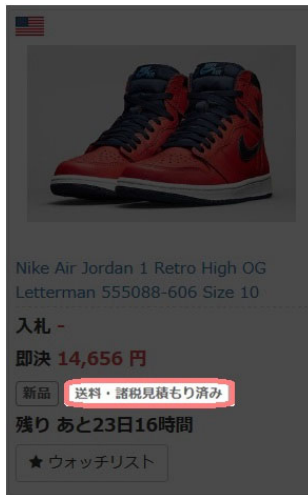 Nike Air Jordan 1 Retro High OG
Letterman 555088-606 Size 10
入札 -
即決 14,656 円
新品 送料・諸税見積もり済み
残り あと23日16時間
★ ウォッチリスト